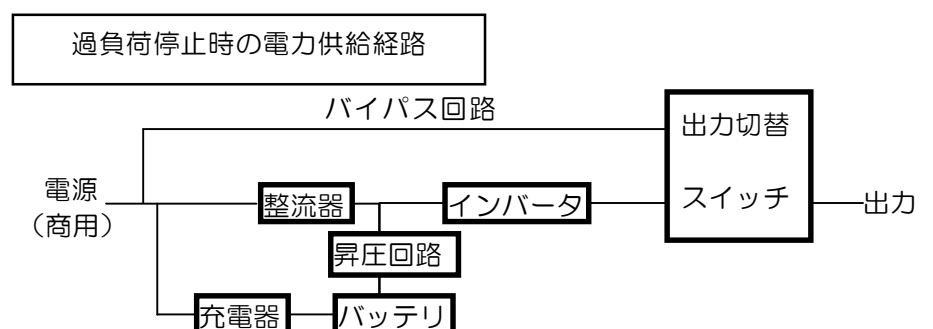 過負荷停止時の電力供給経路
バイパス回路
出力切替
スイッチ
電源
（商用）
整流器
インバータ
出力
昇圧回路
充電器
バッテリ